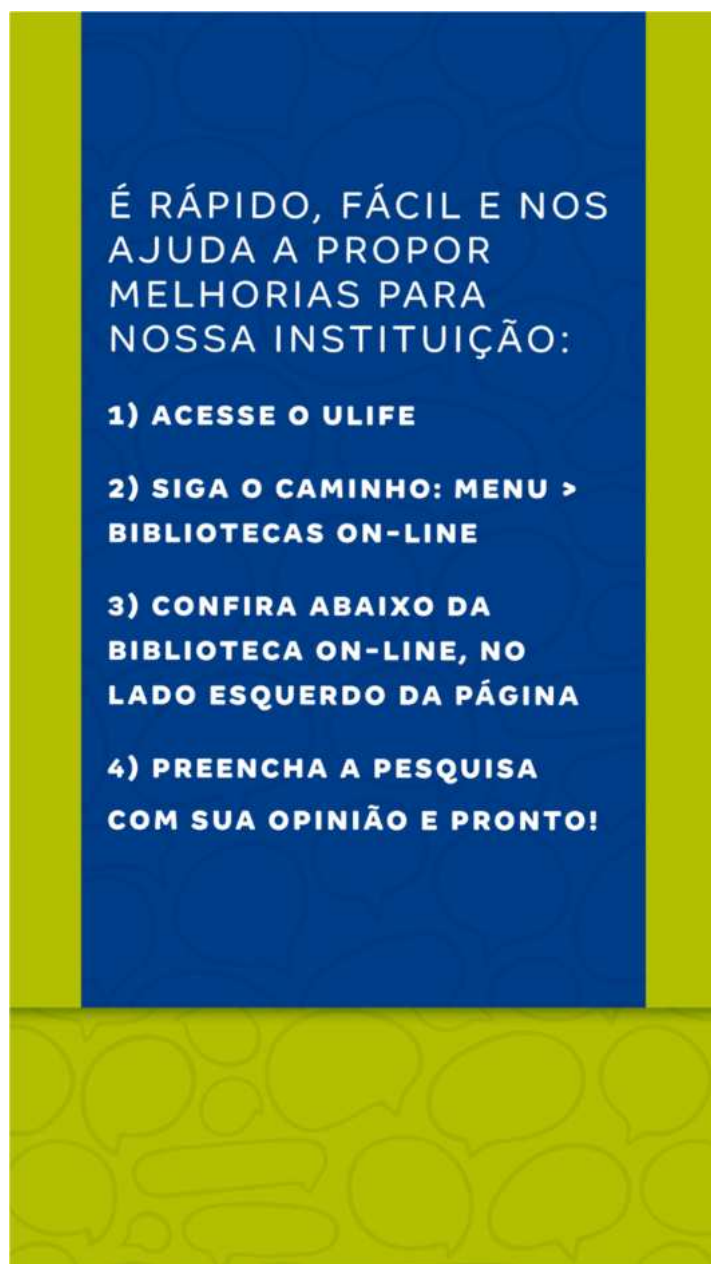 É RÁPIDO, FÁCIL E NOS
AJUDA A PROPOR
MELHORIAS PARA
NOSSA INSTITUIÇÃO:
1) ACESSE O ULIFE
2) SIGA O CAMINHO: MENU >
BIBLIOTECAS ON-LINE
3) CONFIRA ABAIXO DA
BIBLIOTECA ON-LINE, NO
LADO ESQUERDO DA PÁGINA
4) PREENCHA A PESQUISA
COM SUA OPINIÃO E PRONTO!